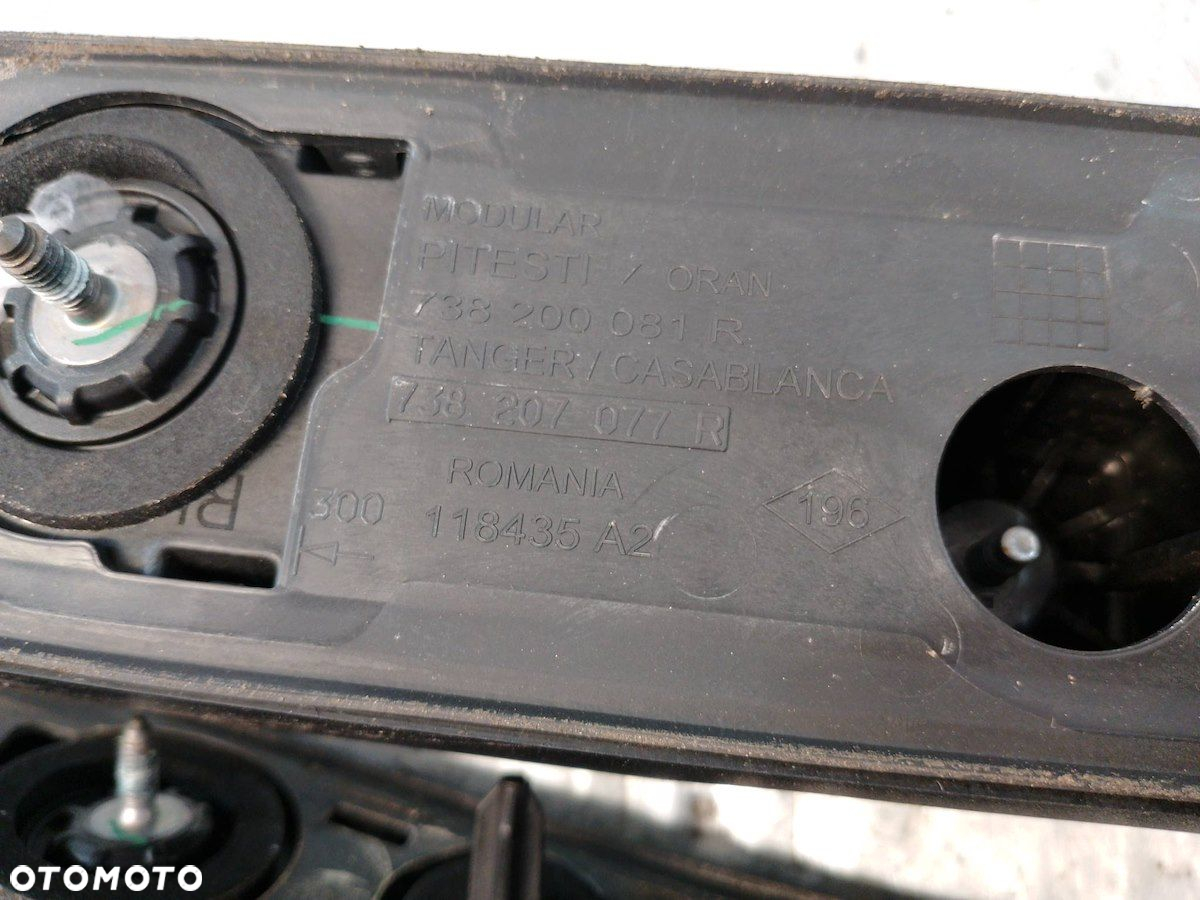 MODULAR
PITESTI / ORAN
738 200 081 R
TANGER / CASABLANCA
738 207 077 R
ROMANIA
300
118435 A2
196
OTOMOTO